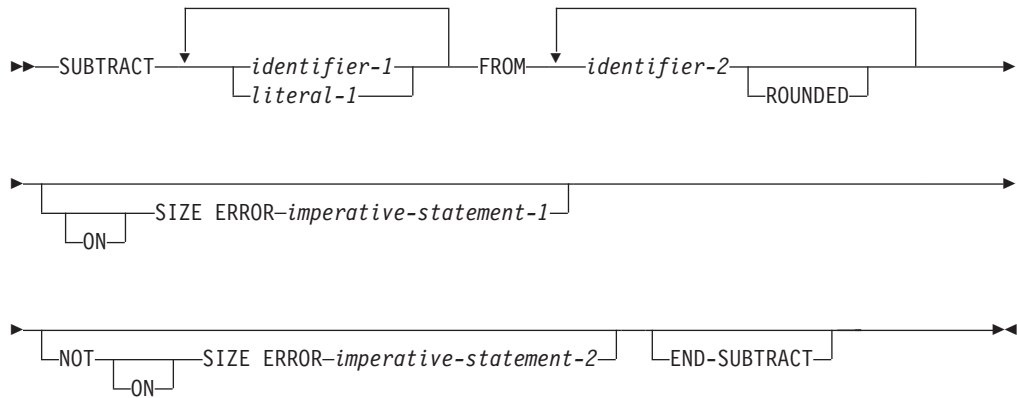 SUBTRACT identifier-1 FROM identifier-2
literal-1 ROUNDED
SIZE ERROR imperative-statement-1
ON
NOT SIZE ERROR imperative-statement-2 END-SUBTRACT
ON